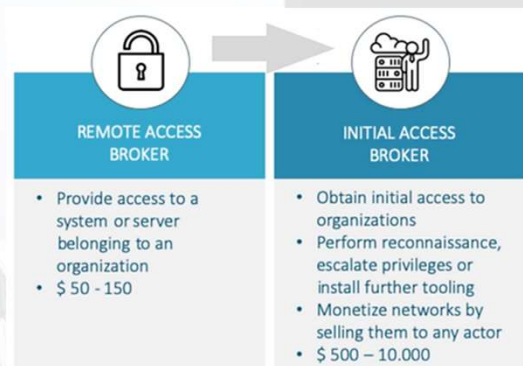 REMOTE ACCESS
BROKER
• Provide access to a
system or server
belonging to an
organization
• $ 50 - 150
INITIAL ACCESS
BROKER
• Obtain initial access to
organizations
• Perform reconnaissance,
escalate privileges or
install further tooling
• Monetize networks by
selling them to any actor
• $ 500 – 10.000